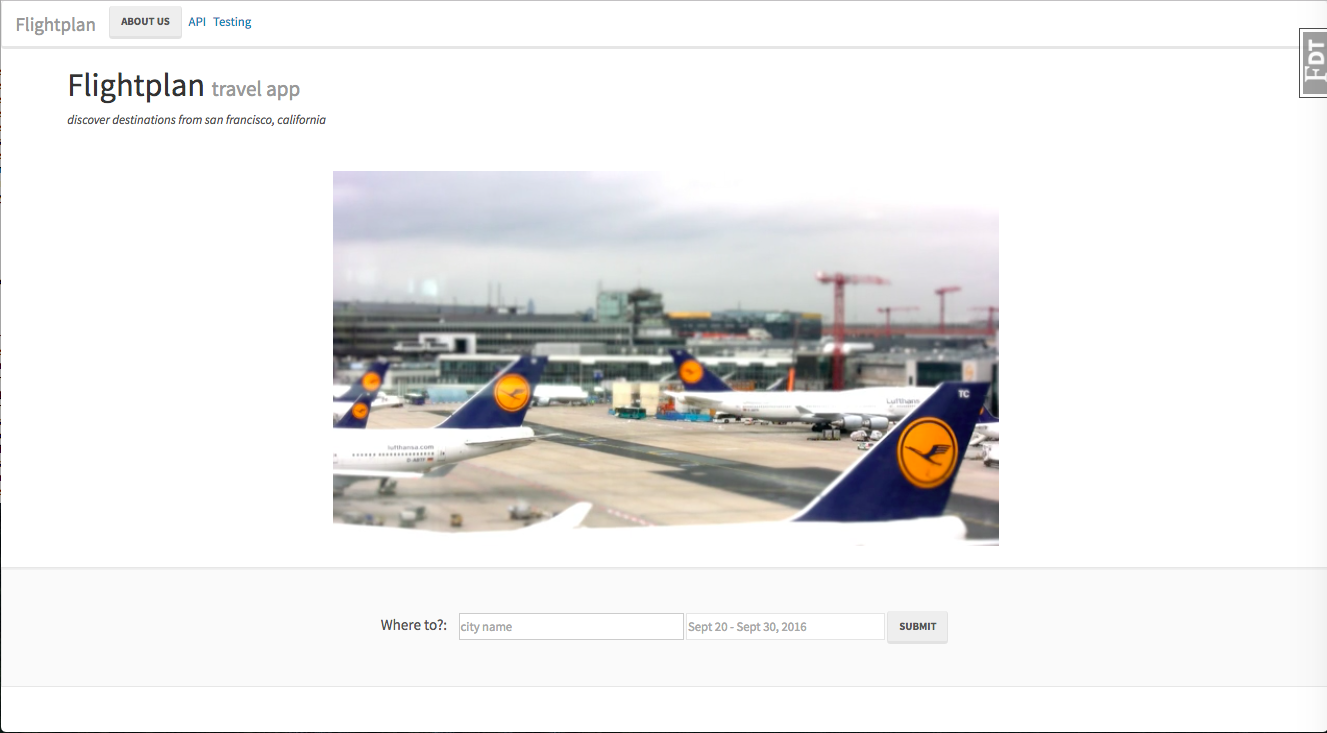 Flightplan ABOUT US API Testing
FDT
Flightplan travel app
discover destinations from san francisco, california
TC
Lufthansa
lufthansa.com
Where to?: city name Sept 20 - Sept 30, 2016 SUBMIT